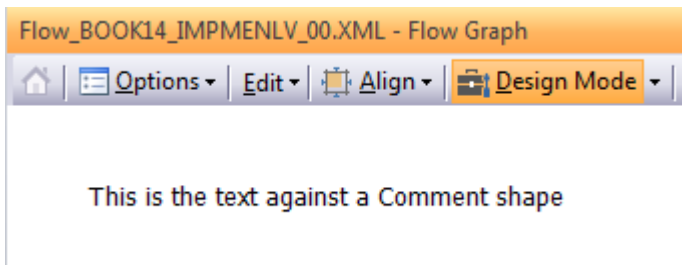 Flow_BOOK14_IMPMENLV_00.XML - Flow Graph
Options Edit Align Design Mode
This is the text against a Comment shape